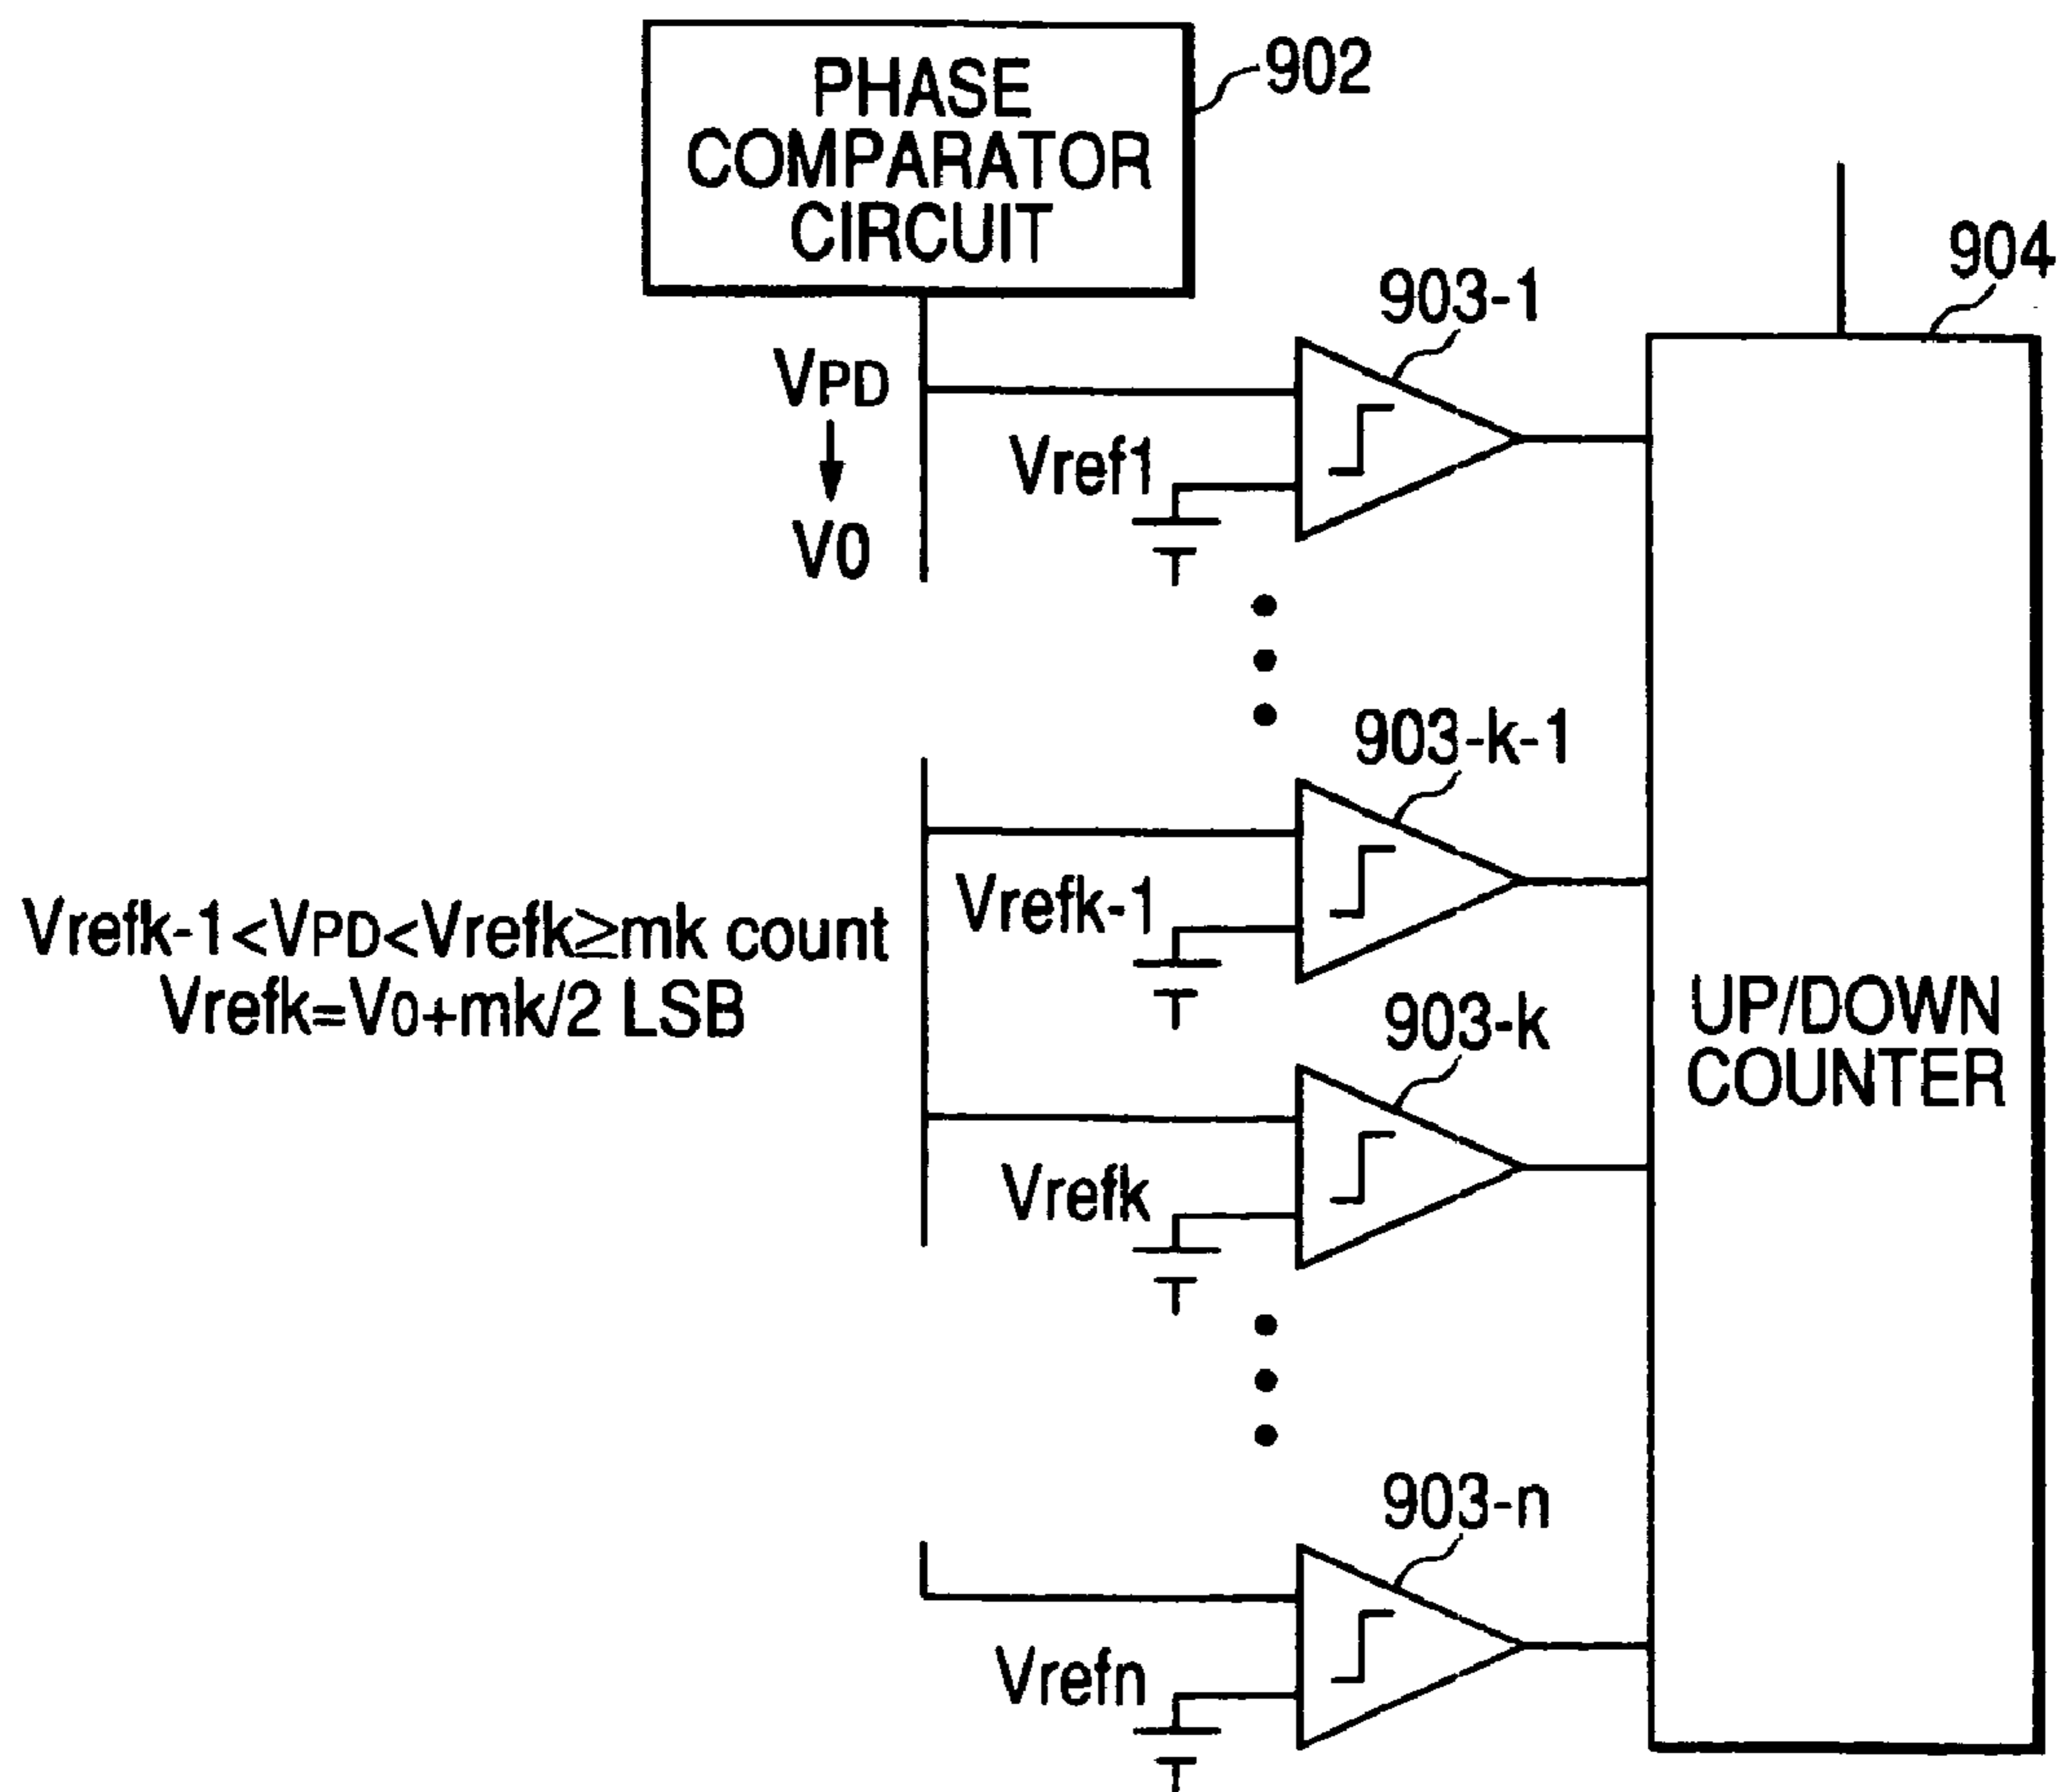 PHASE
COMPARATOR
CIRCUIT
902
904
903-1
VPD
Vref1
V0
903-k-1
Vrefk-1
Vrefk-1<VPD<Vrefk≥mk count
Vrefk=V0+mk/2 LSB
903-k
UP/DOWN
COUNTER
Vrefk
903-n
Vrefn